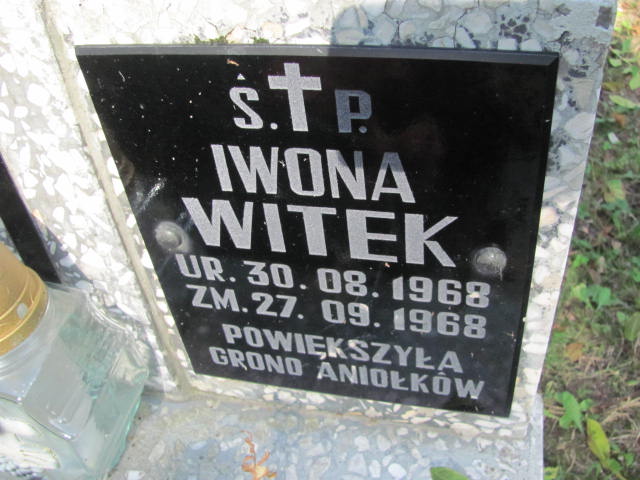 Ś. P.
IWONA
WITEK
UR. 30. 08. 1968
ZM. 27. 09. 1968
POWIĘKSZYŁA
GRONO ANIOŁKÓW